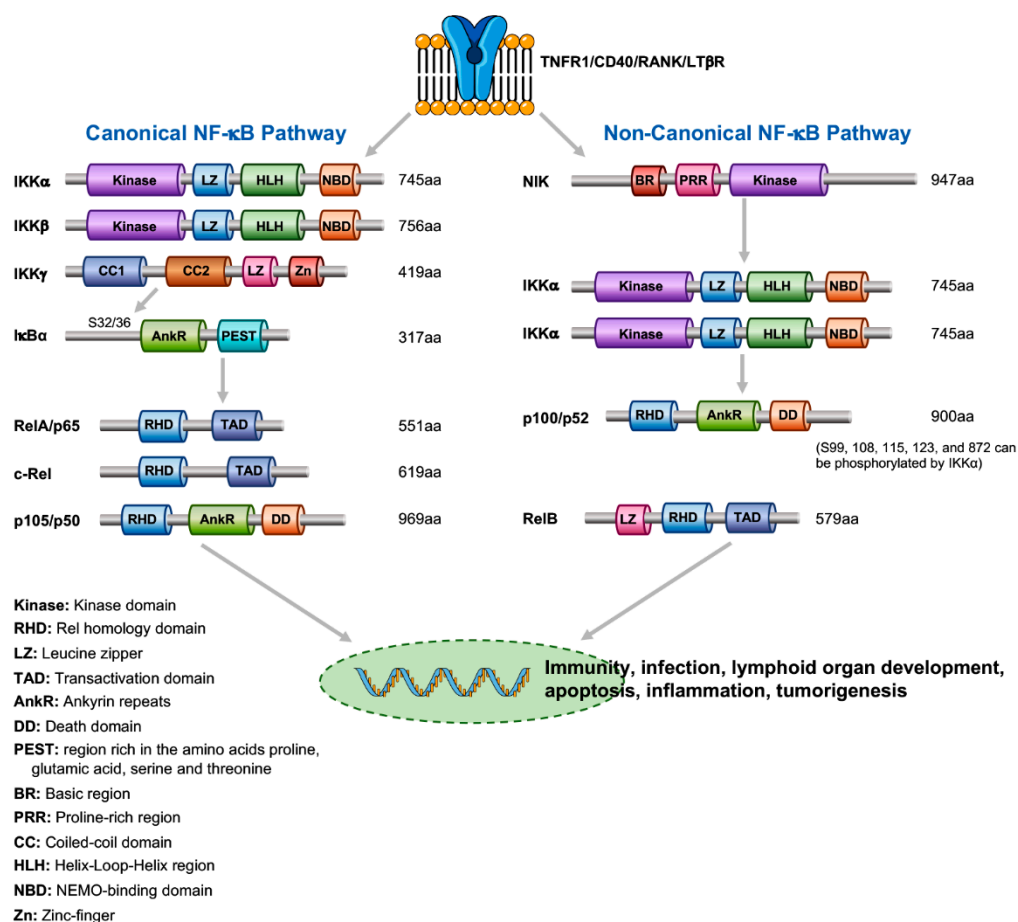 TNFR1/CD40/RANK/LTβR
Canonical NF-κB Pathway
IKKα Kinase LZ HLH NBD 745aa
IKKβ Kinase LZ HLH NBD 756aa
IKKγ CC1 CC2 LZ Zn 419aa
S32/36
IκBα AnkR PEST 317aa
RelA/p65 RHD TAD 551aa
c-Rel RHD TAD 619aa
p105/p50 RHD AnkR DD 969aa
Non-Canonical NF-κB Pathway
NIK BR PRR Kinase 947aa
IKKα Kinase LZ HLH NBD 745aa
IKKα Kinase LZ HLH NBD 745aa
p100/p52 RHD AnkR DD 900aa
(S99, 108, 115, 123, and 872 can
be phosphorylated by IKKα)
RelB LZ RHD TAD 579aa
Immunity, infection, lymphoid organ development,
apoptosis, inflammation, tumorigenesis
Kinase: Kinase domain
RHD: Rel homology domain
LZ: Leucine zipper
TAD: Transactivation domain
AnkR: Ankyrin repeats
DD: Death domain
PEST: region rich in the amino acids proline,
glutamic acid, serine and threonine
BR: Basic region
PRR: Proline-rich region
CC: Coiled-coil domain
HLH: Helix-Loop-Helix region
NBD: NEMO-binding domain
Zn: Zinc-finger